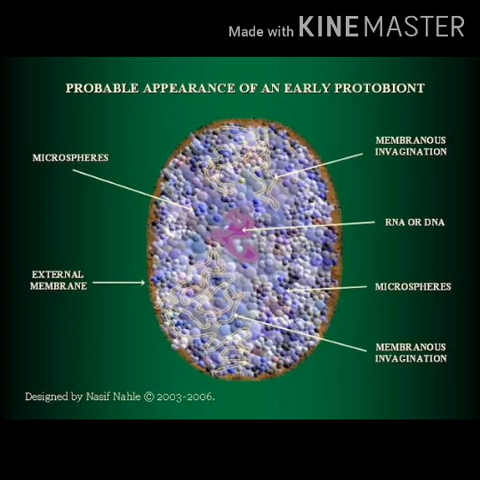 Made with KINEMASTER
PROBABLE APPEARANCE OF AN EARLY PROTOBIONT
MICROSPHERES
MEMBRANOUS
INVAGINATION
RNA OR DNA
EXTERNAL
MEMBRANE
MICROSPHERES
MEMBRANOUS
INVAGINATION
Designed by Nasif Nahle © 2003-2006.